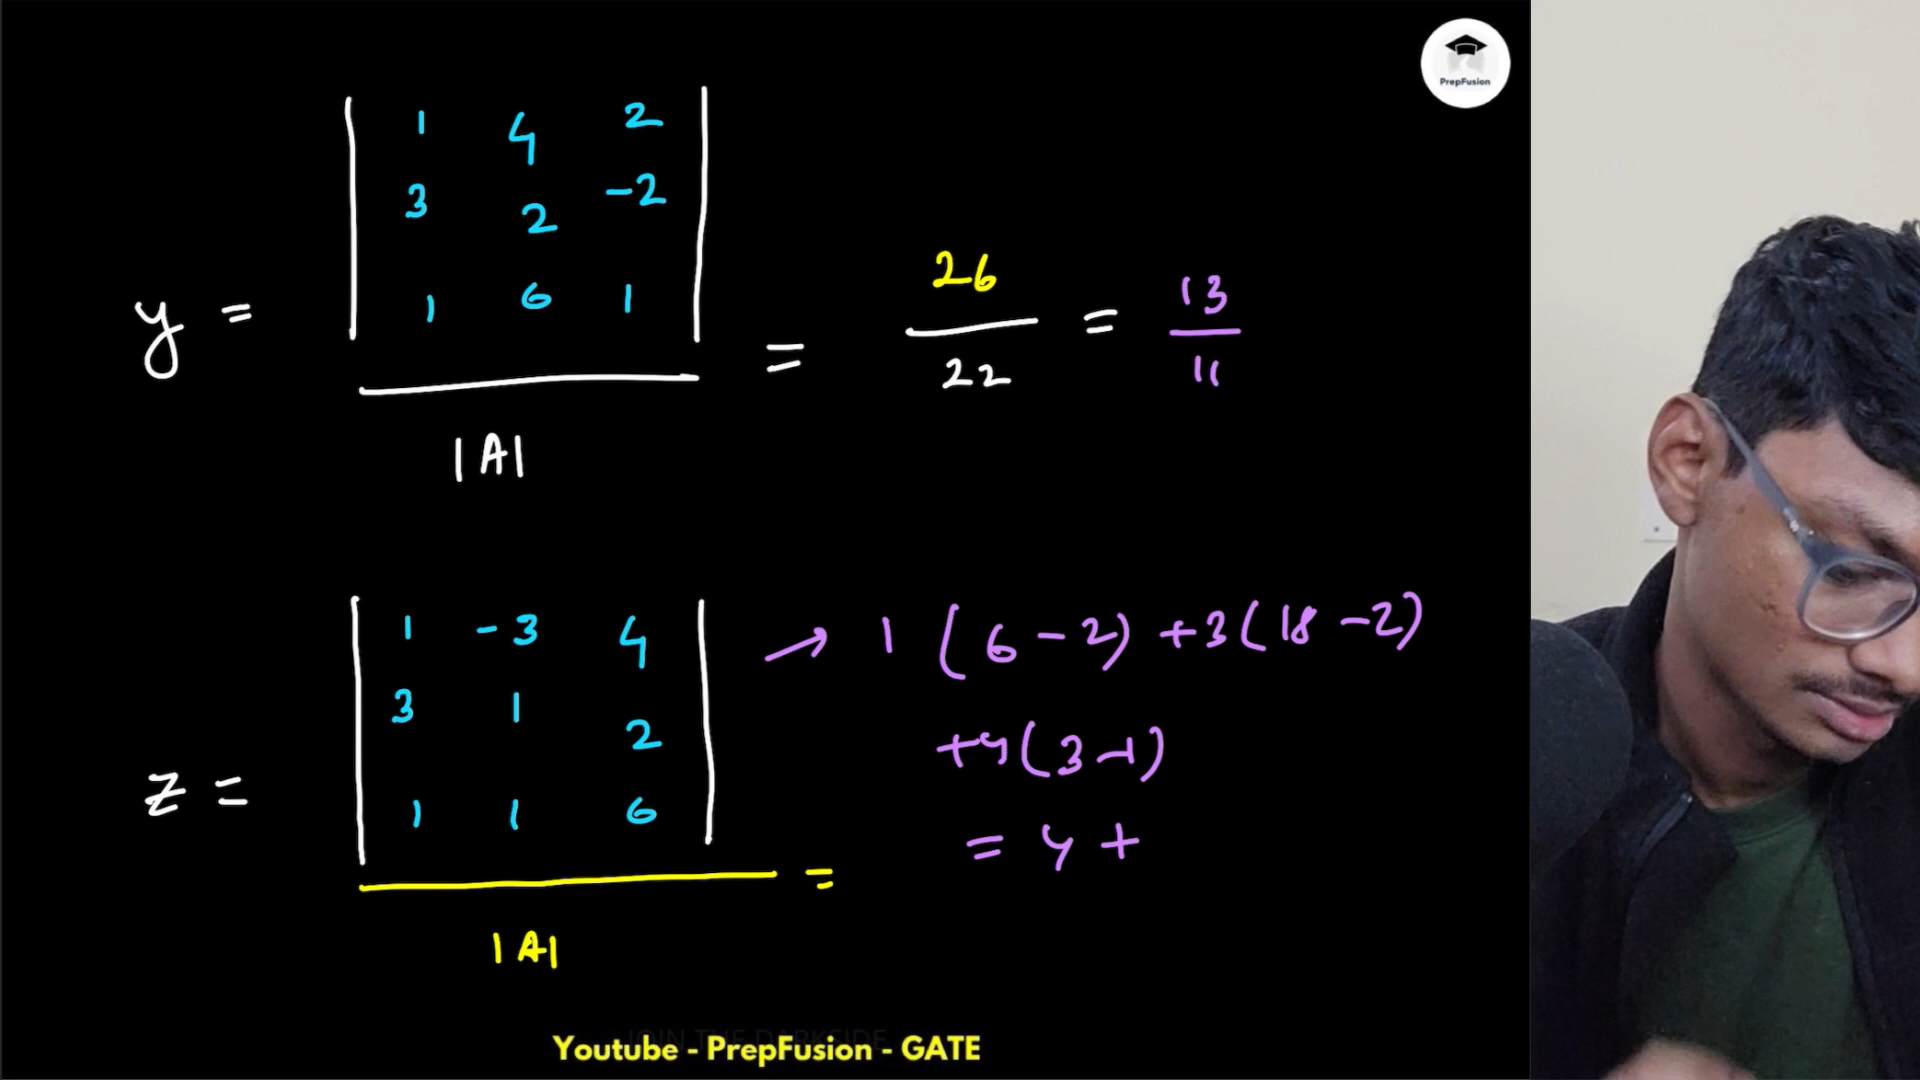 PrepFusion
1 4 2
3 2 -2
1 6 1
y = = 26/22 = 13/11
|A|
1 -3 4 → 1 (6-2) +3(18-2)
3 1 2 +4(3-1)
z = 1 1 6 = 4 +
=
|A|
Youtube - PrepFusion - GATE